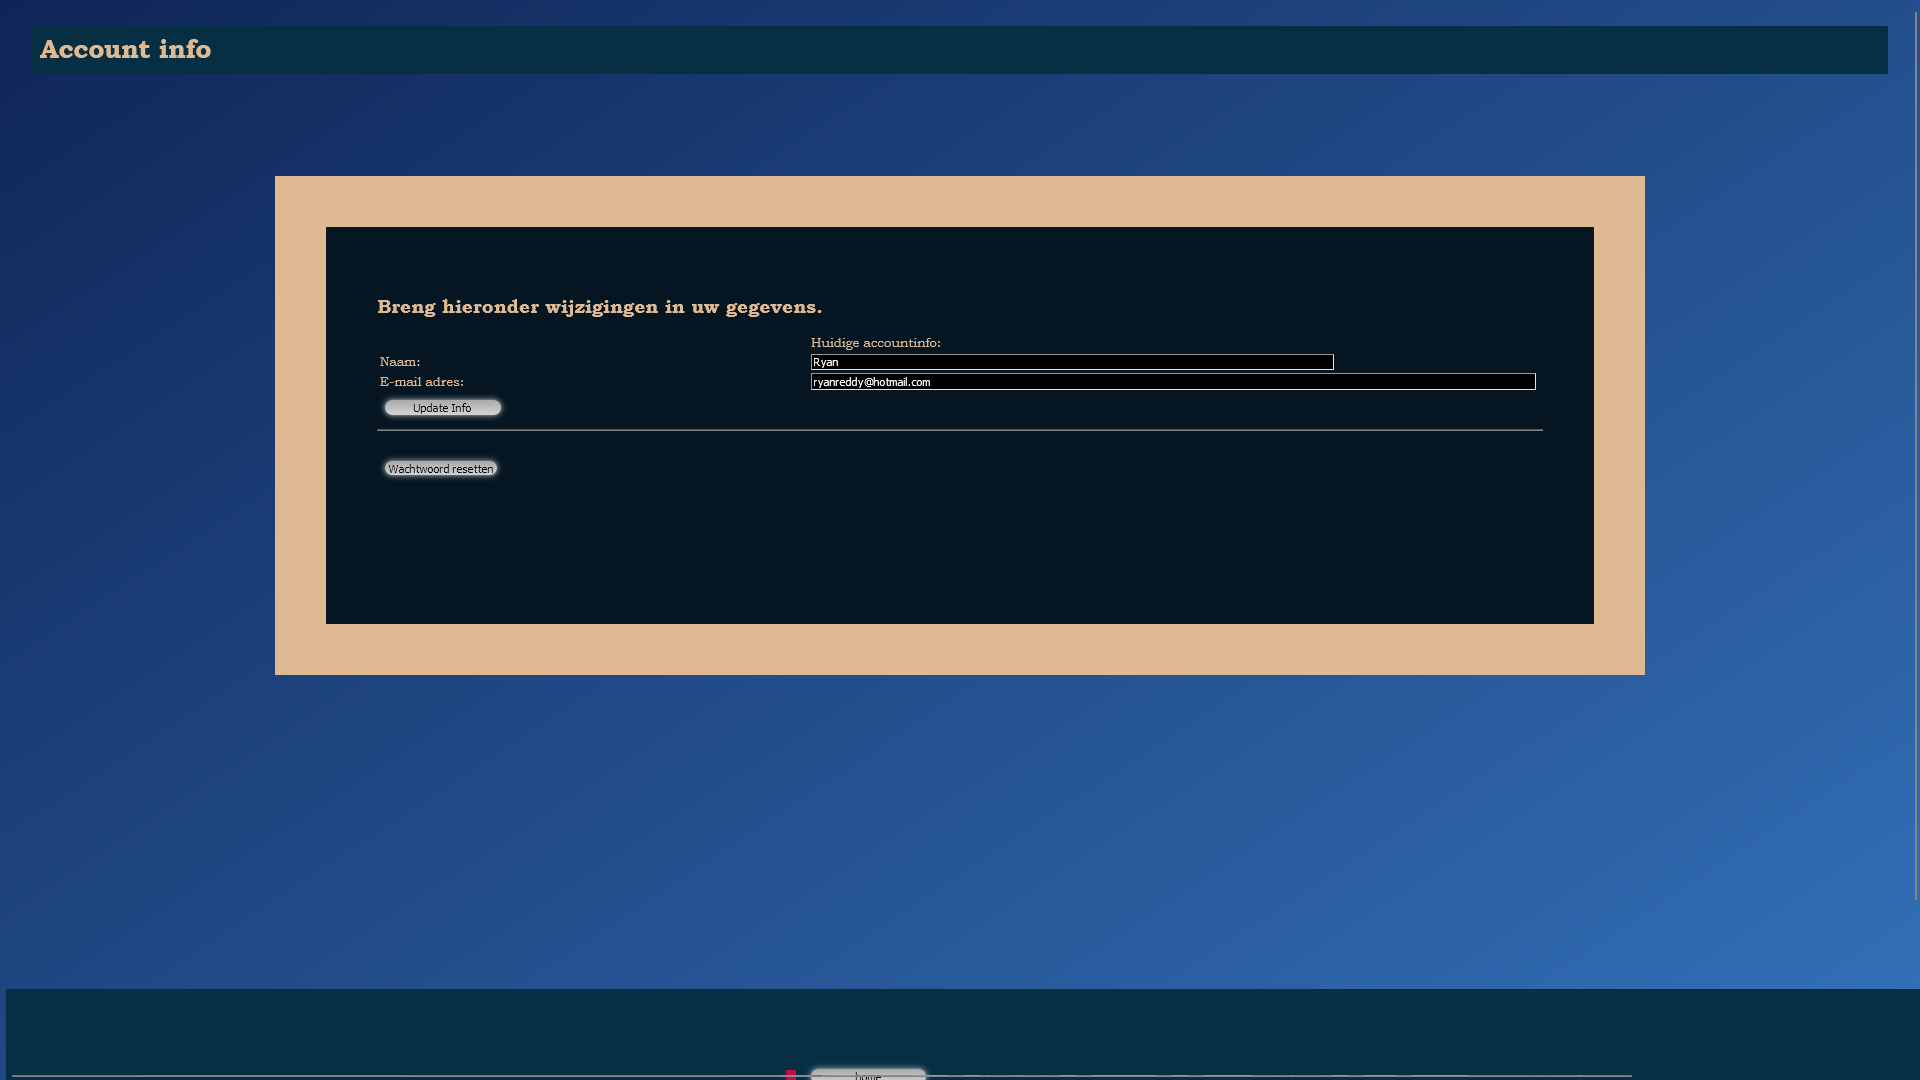 Account info
Breng hieronder wijzigingen in uw gegevens.
Huidige accountinfo:
Naam: Ryan
E-mail adres: ryanreddy@hotmail.com
Update Info
Wachtwoord resetten
home